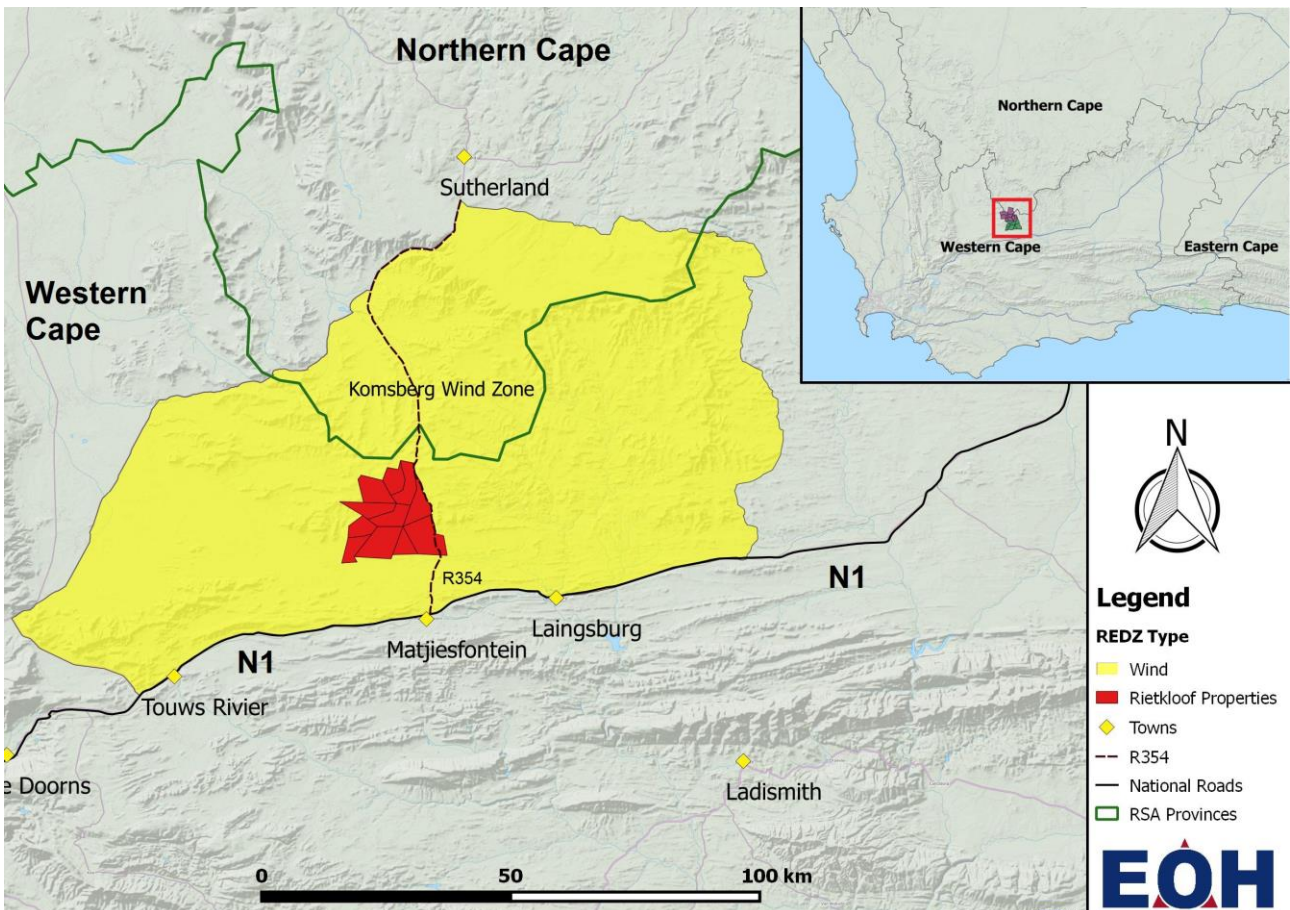 Northern Cape
Sutherland
Western
Cape
Komsberg Wind Zone
R354
N1
Laingsburg
Matjiesfontein
N1
Touws Rivier
e Doorns
Ladismith
0
50
100 km
Northern Cape
Western Cape
Eastern Cape
N
Legend
REDZ Type
Wind
Rietkloof Properties
Towns
R354
National Roads
RSA Provinces
EOH